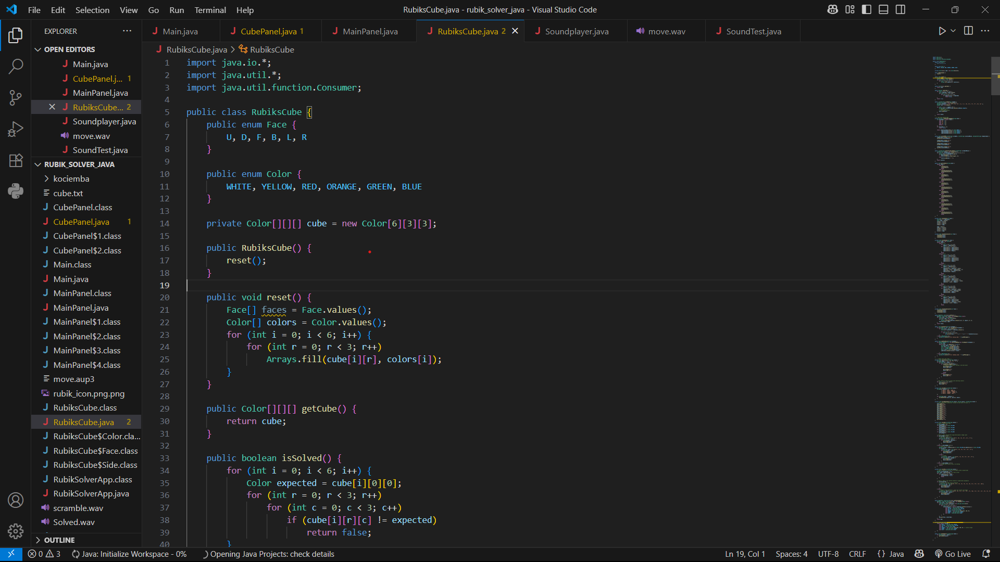 File Edit Selection View Go Run Terminal Help
RubiksCube.java - rubik_solver_java - Visual Studio Code
EXPLORER
OPEN EDITORS
Main.java
CubePanel.j... 1
MainPanel.java
RubiksCube... 2
Soundplayer.java
move.wav
SoundTest.java
RUBIK_SOLVER_JAVA
kociemba
cube.txt
CubePanel.class
CubePanel.java 1
CubePanel$1.class
CubePanel$2.class
Main.class
Main.java
MainPanel.class
MainPanel.java
MainPanel$1.class
MainPanel$2.class
MainPanel$3.class
MainPanel$4.class
move.aup3
rubik_icon.png.png
RubiksCube.class
RubiksCube.java 2
RubiksCube$Color.cla...
RubiksCube$Face.class
RubiksCube$Side.class
RubikSolverApp.class
RubikSolverApp.java
scramble.wav
Solved.wav
OUTLINE
Main.java CubePanel.java 1 MainPanel.java RubiksCube.java 2 Soundplayer.java move.wav SoundTest.java
RubiksCube.java > RubiksCube
1 import java.io.*;
2 import java.util.*;
3 import java.util.function.Consumer;
4
5 public class RubiksCube {
6 public enum Face {
7 U, D, F, B, L, R
8 }
9
10 public enum Color {
11 WHITE, YELLOW, RED, ORANGE, GREEN, BLUE
12 }
13
14 private Color[][][] cube = new Color[6][3][3];
15
16 public RubiksCube() {
17 reset();
18 }
19
20 public void reset() {
21 Face[] faces = Face.values();
22 Color[] colors = Color.values();
23 for (int i = 0; i < 6; i++) {
24 for (int r = 0; r < 3; r++)
25 Arrays.fill(cube[i][r], colors[i]);
26 }
27 }
28
29 public Color[][][] getCube() {
30 return cube;
31 }
32
33 public boolean isSolved() {
34 for (int i = 0; i < 6; i++) {
35 Color expected = cube[i][0][0];
36 for (int r = 0; r < 3; r++)
37 for (int c = 0; c < 3; c++)
38 if (cube[i][r][c] != expected)
39 return false;
40 }
0 3 Java: Initialize Workspace - 0% Opening Java Projects: check details Ln 19, Col 1 Spaces: 4 UTF-8 CRLF {} Java Go Live